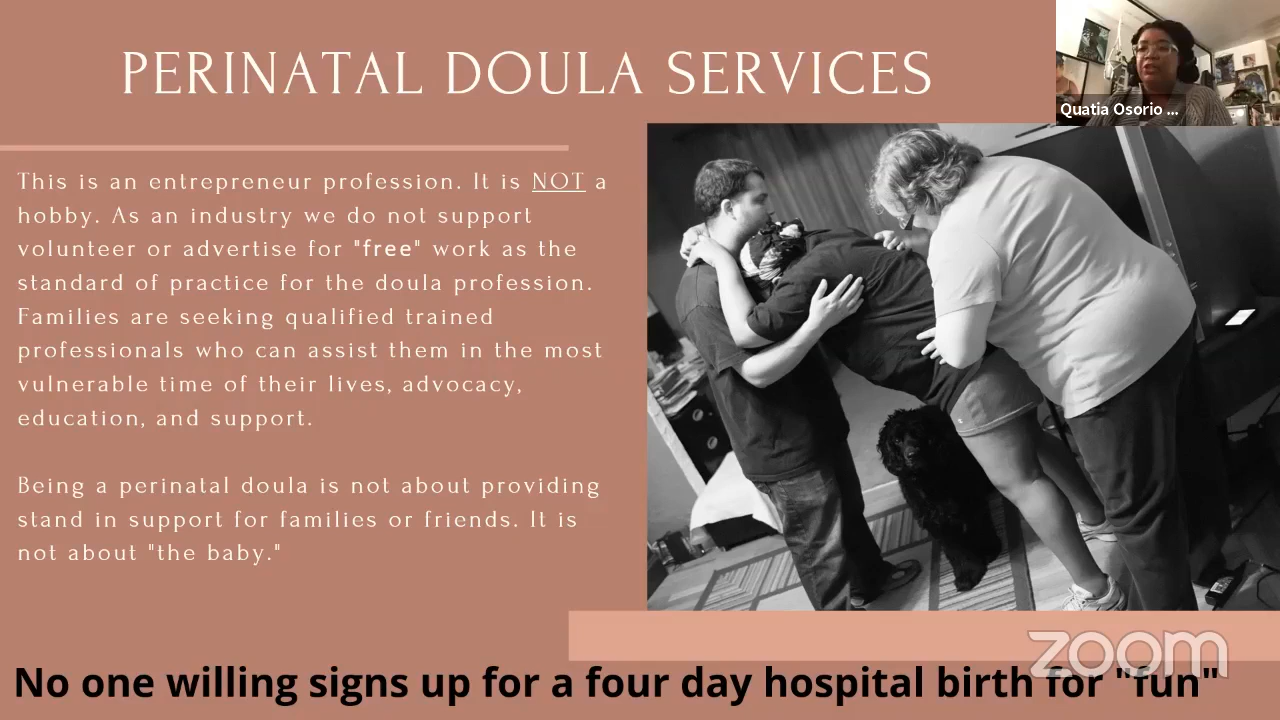 PERINATAL DOULA SERVICES
Quatia Osorio ...
This is an entrepreneur profession. It is NOT a
hobby. As an industry we do not support
volunteer or advertise for "free" work as the
standard of practice for the doula profession.
Families are seeking qualified trained
professionals who can assist them in the most
vulnerable time of their lives, advocacy,
education, and support.
Being a perinatal doula is not about providing
stand in support for families or friends. It is
not about "the baby."
zoom
No one willing signs up for a four day hospital birth for "fun"